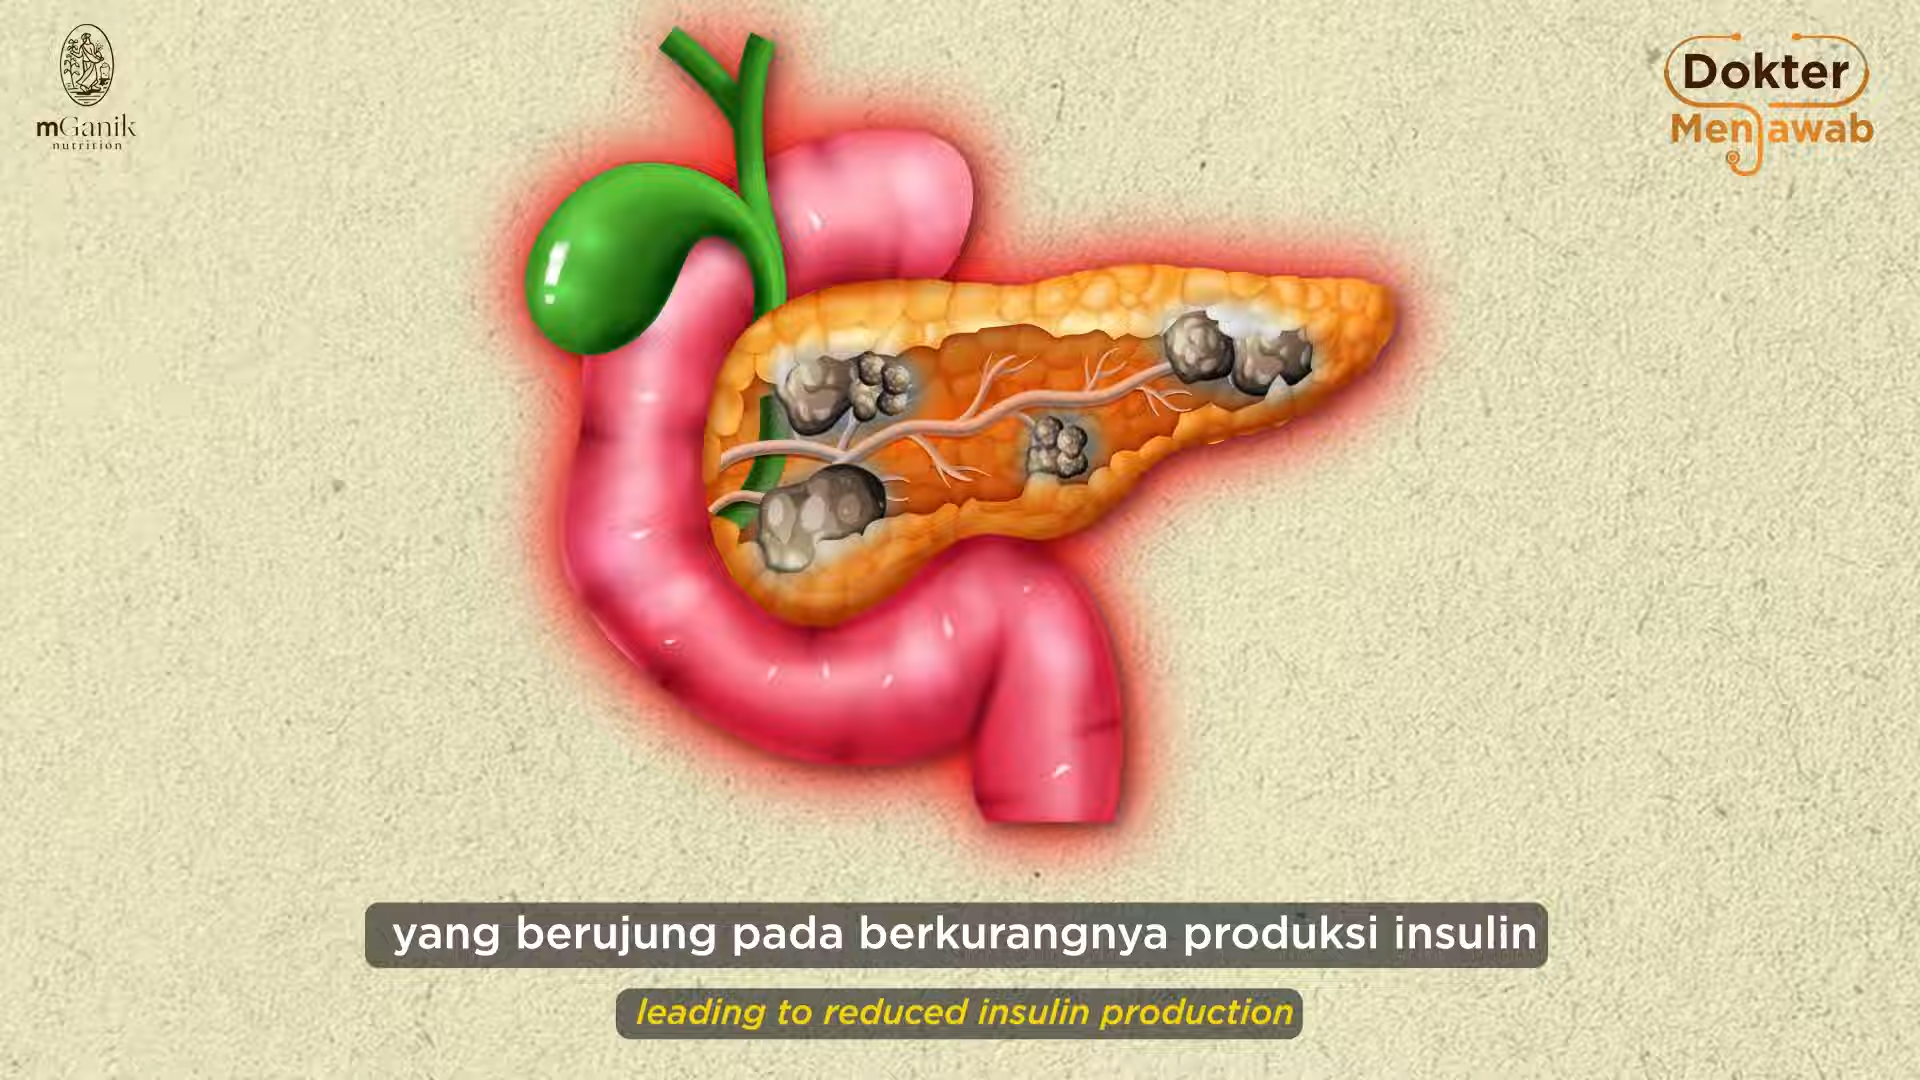 mGanik
nutrition
Dokter
Menjawab
yang berujung pada berkurangnya produksi insulin
leading to reduced insulin production